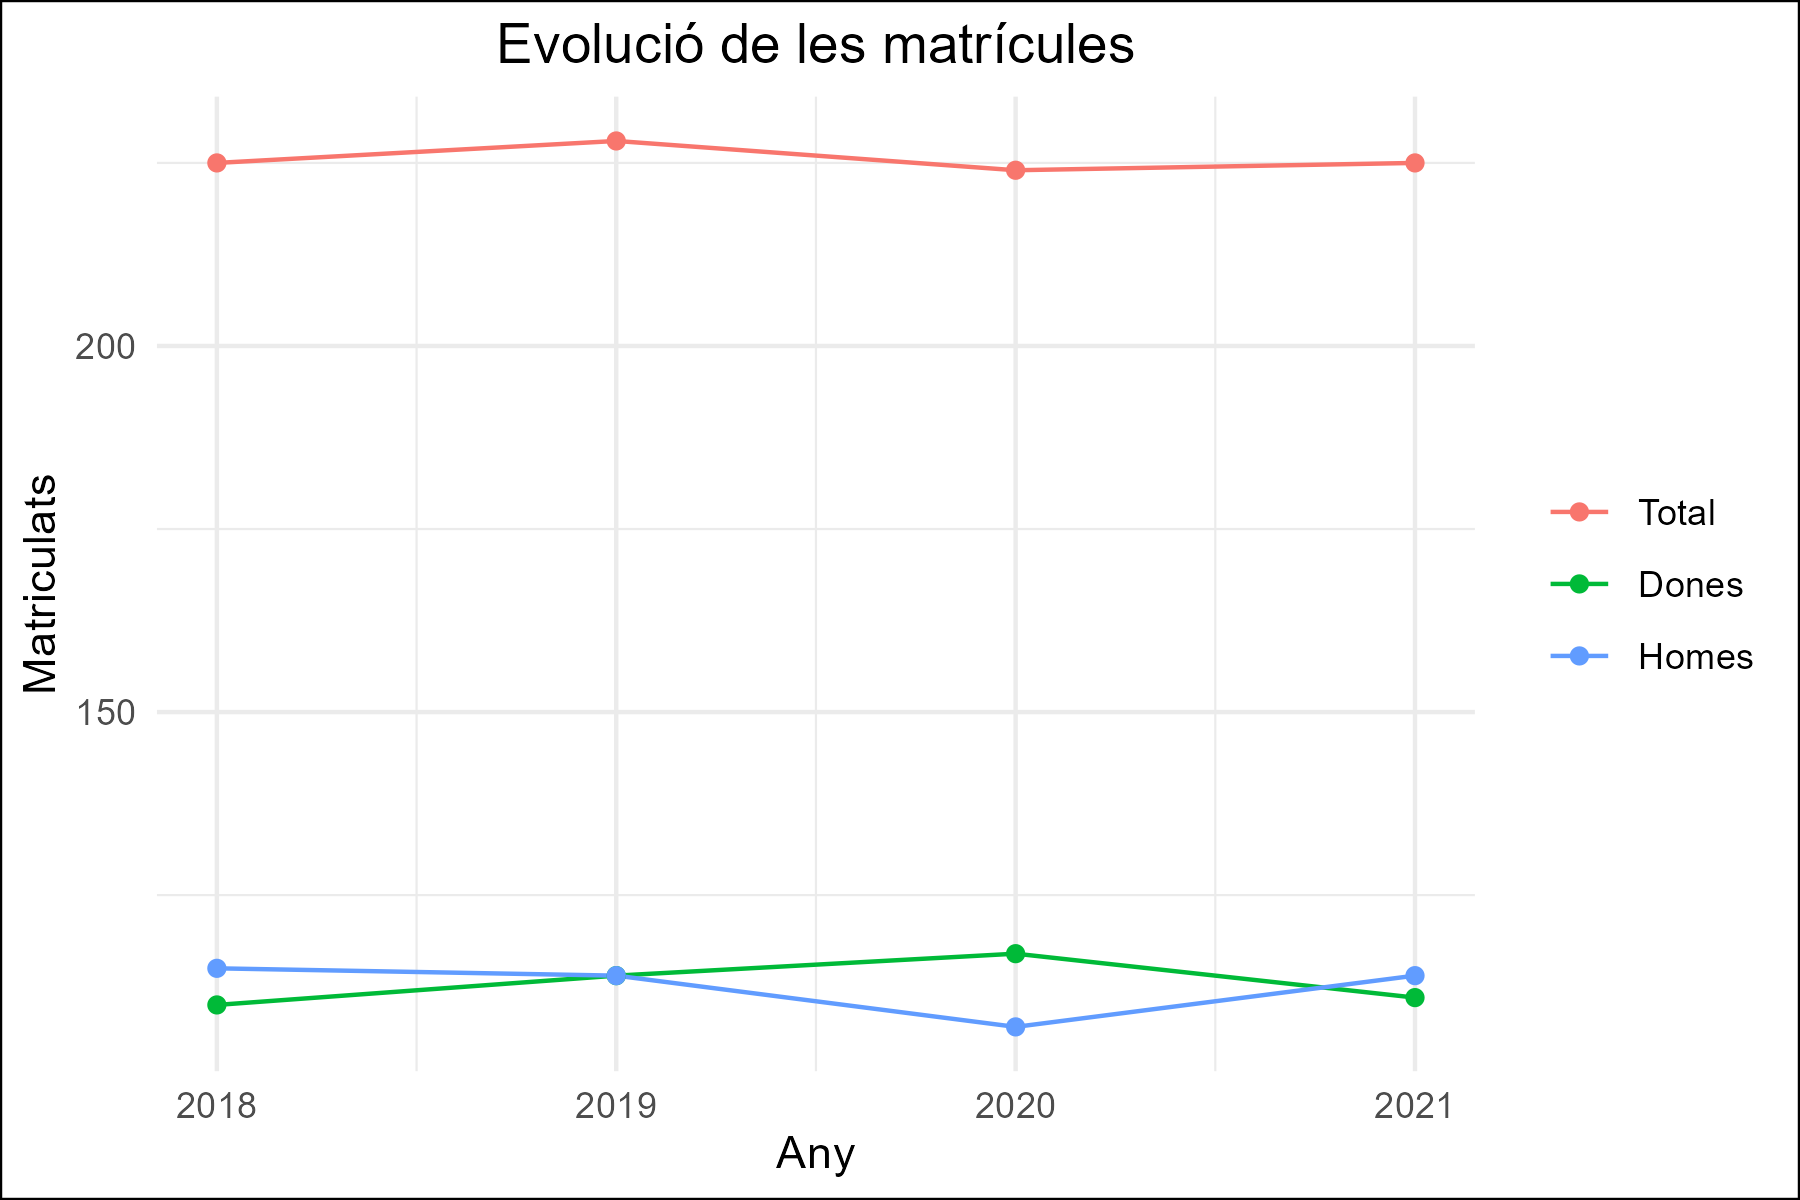 Evolució de les matrícules
200
150
Matriculats
2018 2019 2020 2021
Any
Total
Dones
Homes